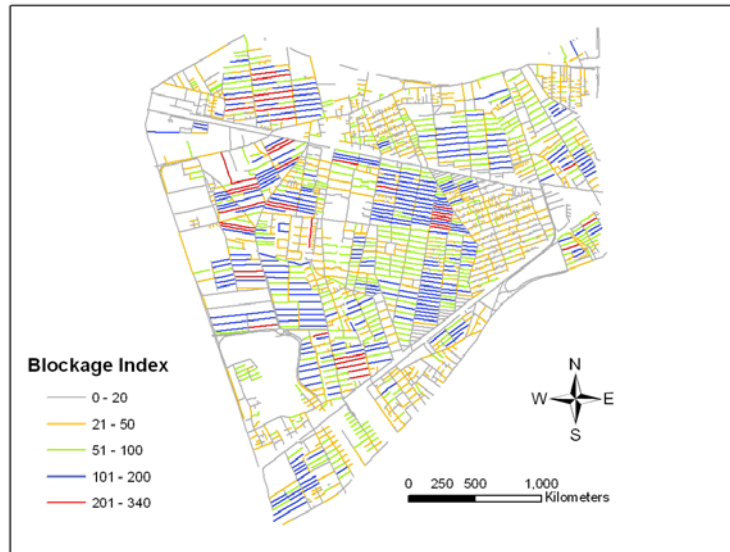 Blockage Index
0 - 20
21 - 50
51 - 100
101 - 200
201 - 340
N
W E
S
0 250 500 1,000
Kilometers